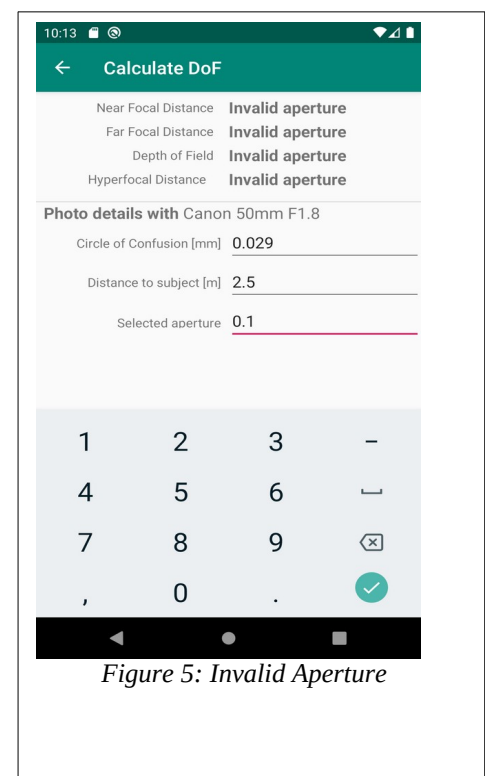 10:13
Calculate DoF
Near Focal Distance Invalid aperture
Far Focal Distance Invalid aperture
Depth of Field Invalid aperture
Hyperfocal Distance Invalid aperture
Photo details with Canon 50mm F1.8
Circle of Confusion [mm] 0.029
Distance to subject [m] 2.5
Selected aperture 0.1
1 2 3 -
4 5 6
7 8 9
, 0 .
Figure 5: Invalid Aperture